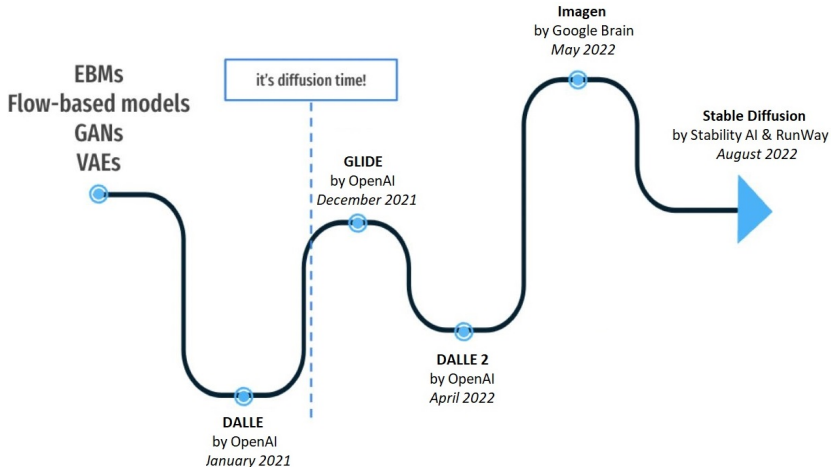 EBMs
Flow-based models
GANs
VAEs
it's diffusion time!
DALLE
by OpenAI
January 2021
GLIDE
by OpenAI
December 2021
DALLE 2
by OpenAI
April 2022
Imagen
by Google Brain
May 2022
Stable Diffusion
by Stability AI & RunWay
August 2022